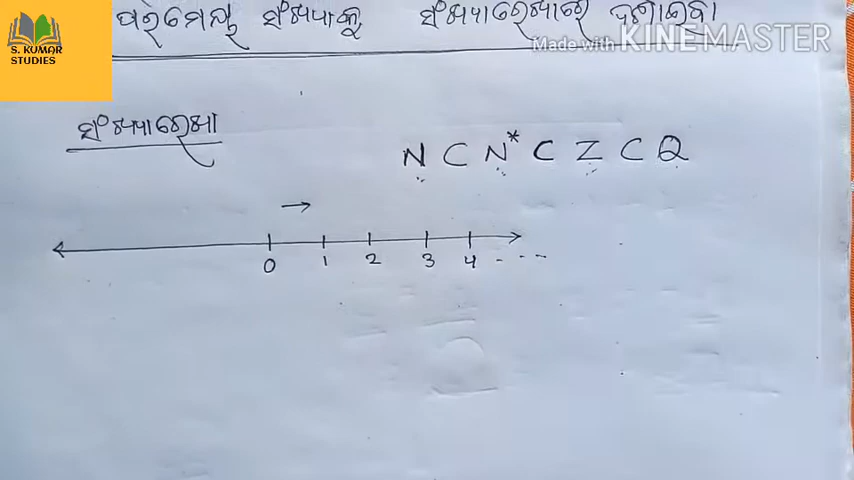 ପରିମେୟ ସଂଖ୍ୟାକୁ ସଂଖ୍ୟାରେଖାରେ ଦର୍ଶାଇବା
S. KUMAR
STUDIES
Made with KINEMASTER
ସଂଖ୍ୟାରେଖା
N ⊂ N* ⊂ Z ⊂ Q
→
0 1 2 3 4 - - - -